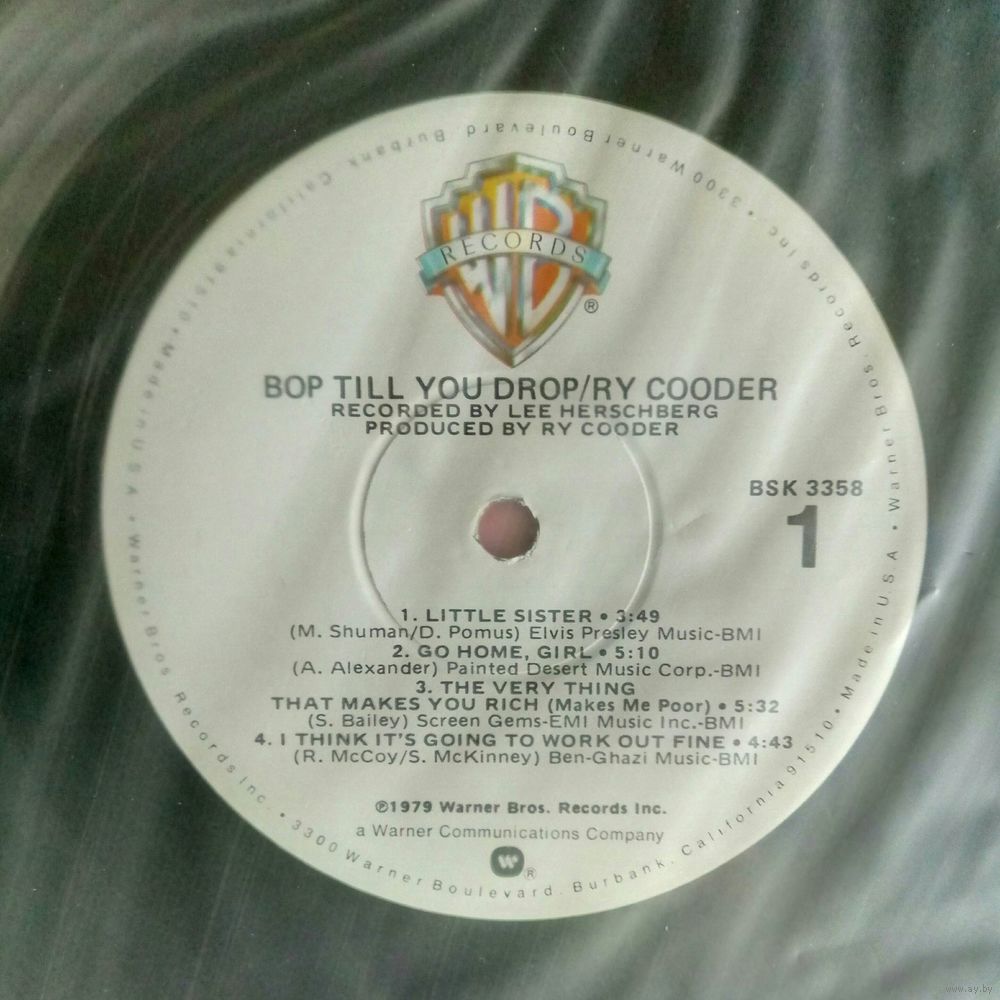 RECORDS
®
BOP TILL YOU DROP/RY COODER
RECORDED BY LEE HERSCHBERG
PRODUCED BY RY COODER
BSK 3358
1
1. LITTLE SISTER • 3:49
(M. Shuman/D. Pomus) Elvis Presley Music-BMI
2. GO HOME, GIRL • 5:10
(A. Alexander) Painted Desert Music Corp.-BMI
3. THE VERY THING
THAT MAKES YOU RICH (Makes Me Poor) • 5:32
(S. Bailey) Screen Gems-EMI Music Inc.-BMI
4. I THINK IT'S GOING TO WORK OUT FINE • 4:43
(R. McCoy/S. McKinney) Ben-Ghazi Music-BMI
℗1979 Warner Bros. Records Inc.
a Warner Communications Company
®
• Warner Bros. Records Inc. • 3300 Warner Boulevard. Burbank. California 91510 • Made in U.S.A. • Warner Bros. Records Inc. • 3300 Warner Boulevard Burbank California 91510 • Made in U.S.A.
www.ay.by